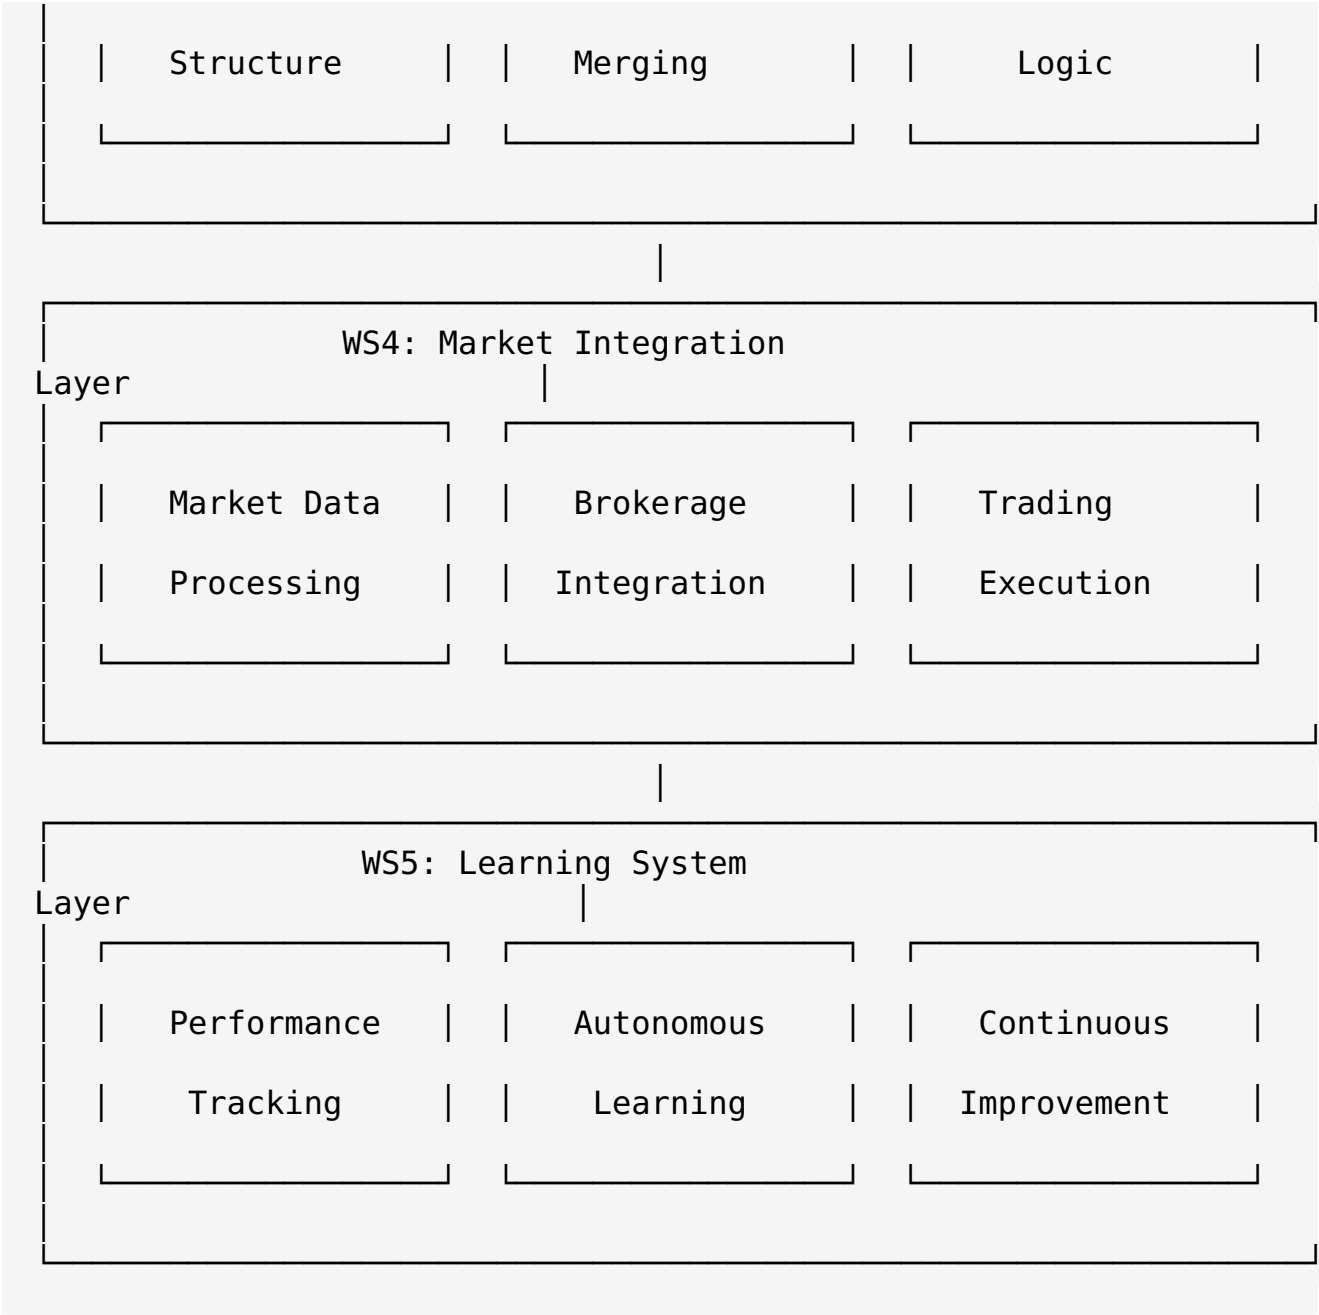 Structure Merging Logic
WS4: Market Integration
Layer
Market Data Brokerage Trading
Processing Integration Execution
WS5: Learning System
Layer
Performance Autonomous Continuous
Tracking Learning Improvement